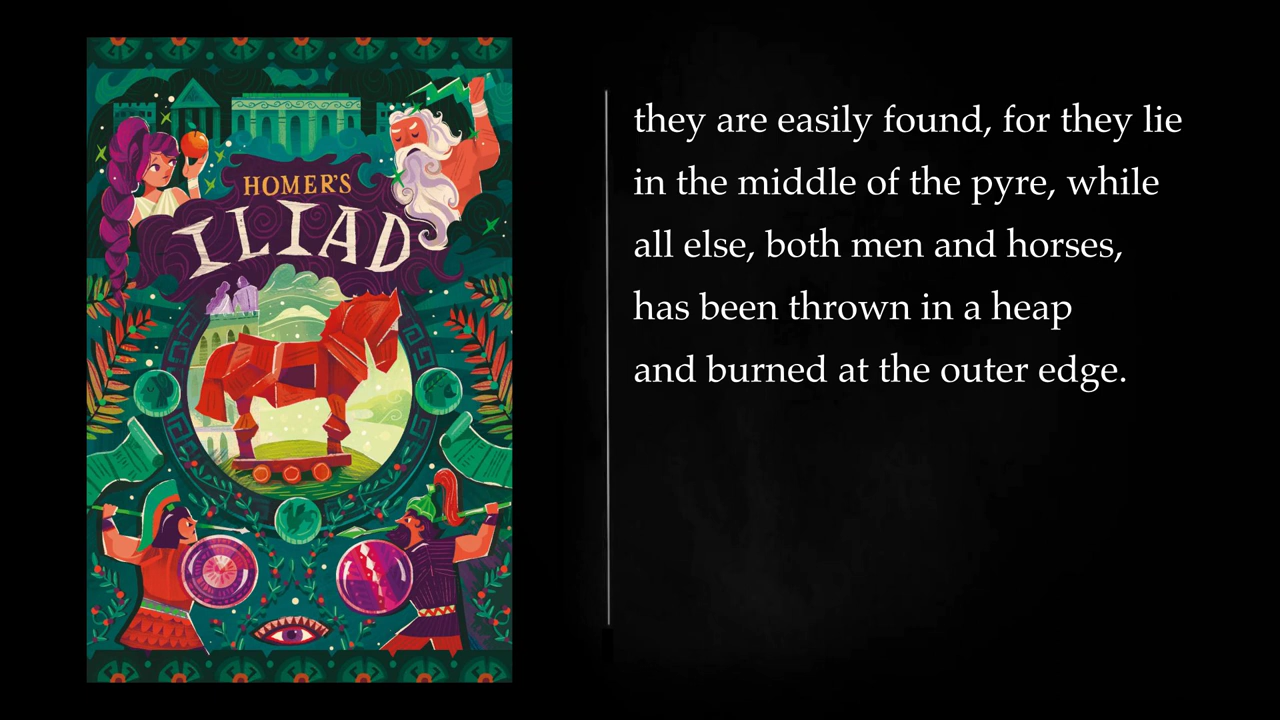 HOMER'S
ILIAD
they are easily found, for they lie
in the middle of the pyre, while
all else, both men and horses,
has been thrown in a heap
and burned at the outer edge.